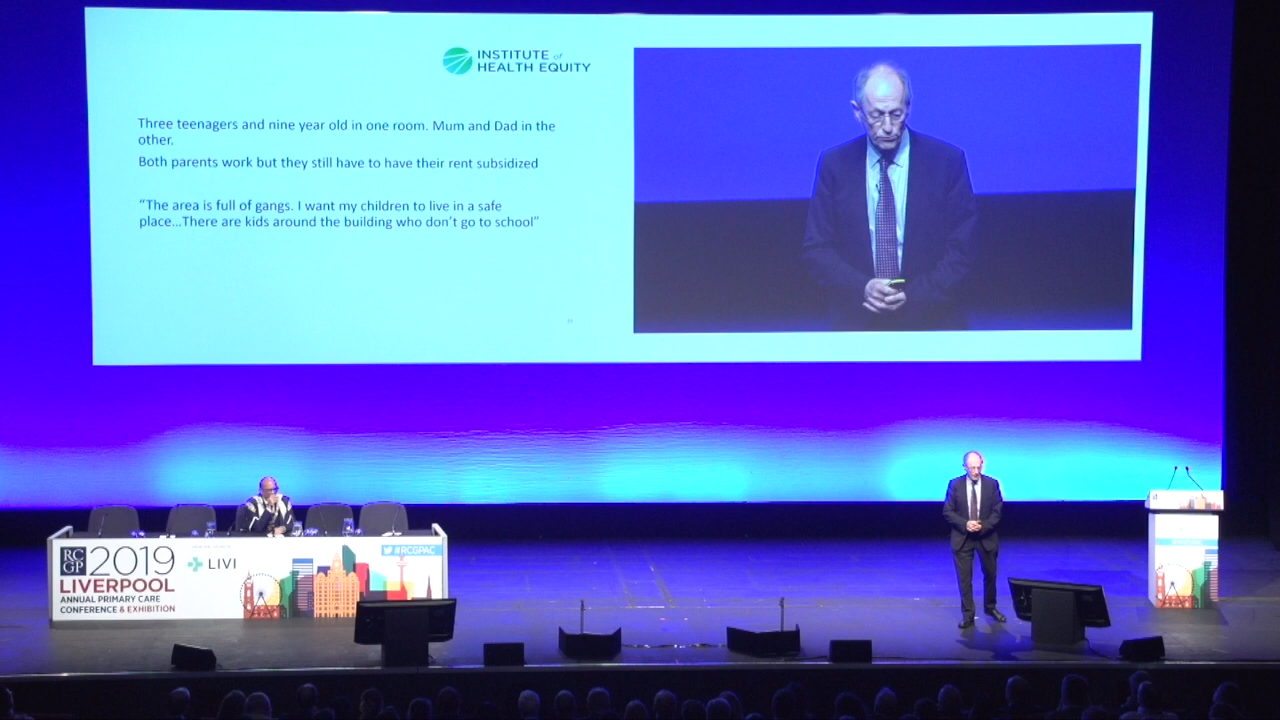 INSTITUTE of
HEALTH EQUITY
Three teenagers and nine year old in one room. Mum and Dad in the
other.
Both parents work but they still have to have their rent subsidized
“The area is full of gangs. I want my children to live in a safe
place...There are kids around the building who don’t go to school”
RC
GP
2019
LIVERPOOL
ANNUAL PRIMARY CARE
CONFERENCE & EXHIBITION
LIVI
#RCGPAC